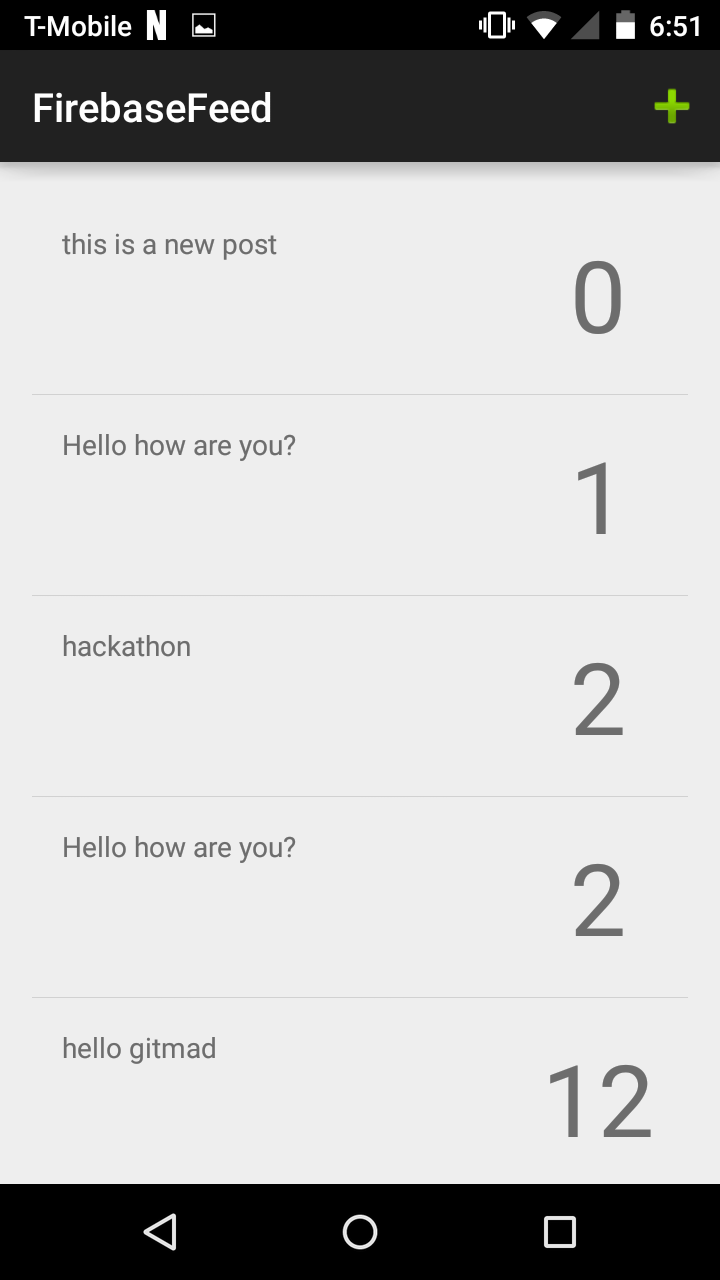 T-Mobile N 6:51
FirebaseFeed
this is a new post
0
Hello how are you?
1
hackathon
2
Hello how are you?
2
hello gitmad
12